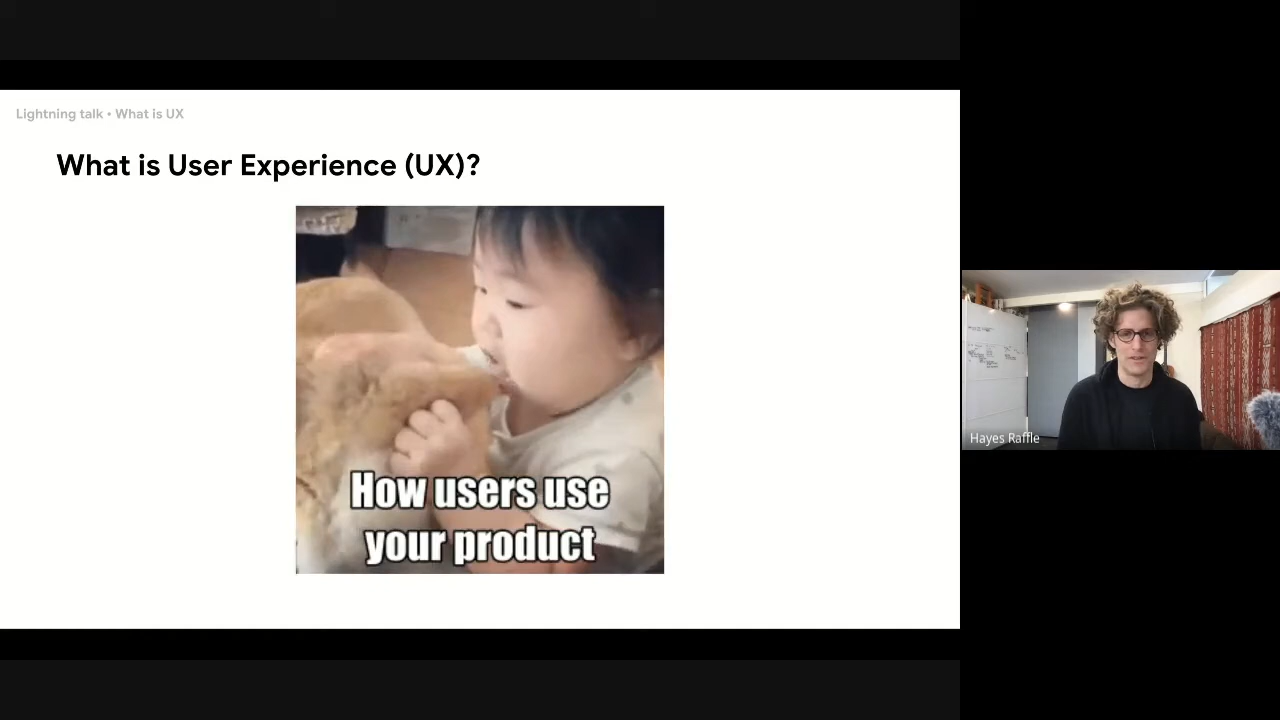 Lightning talk • What is UX
What is User Experience (UX)?
How users use
your product
Hayes Raffle